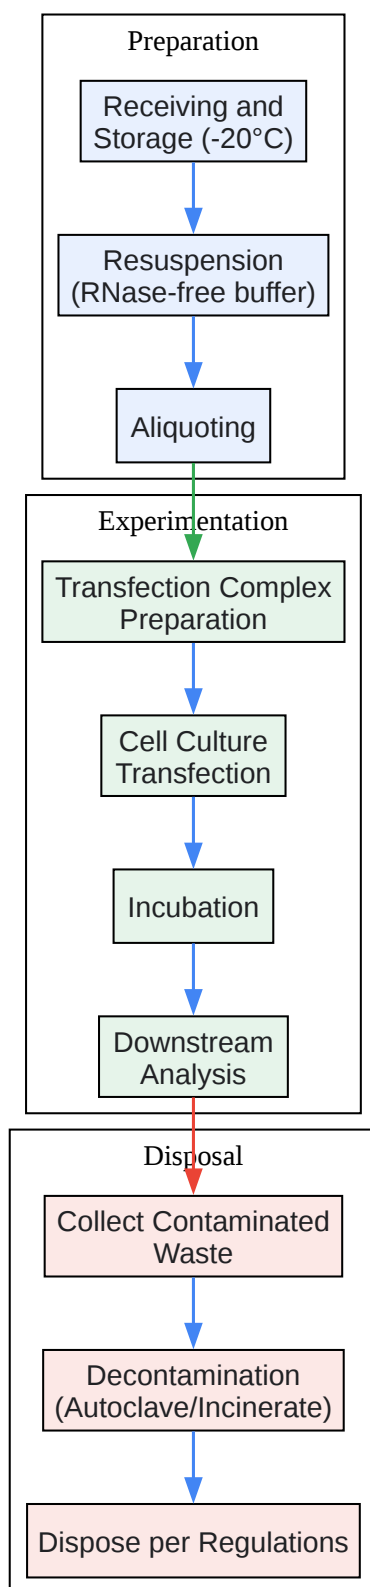 Preparation
Receiving and
Storage (-20°C)
Resuspension
(RNase-free buffer)
Aliquoting
Experimentation
Transfection Complex
Preparation
Cell Culture
Transfection
Incubation
Downstream
Analysis
Disposal
Collect Contaminated
Waste
Decontamination
(Autoclave/Incinerate)
Dispose per Regulations